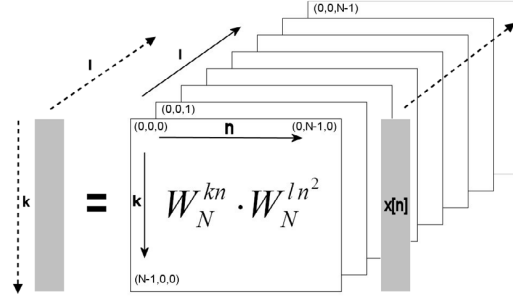 (0,0,N-1)
l
l
(0,0,1)
(0,0,0) n (0,N-1,0)
k = k W_N^{kn} · W_N^{ln^2} x[n]
(N-1,0,0)